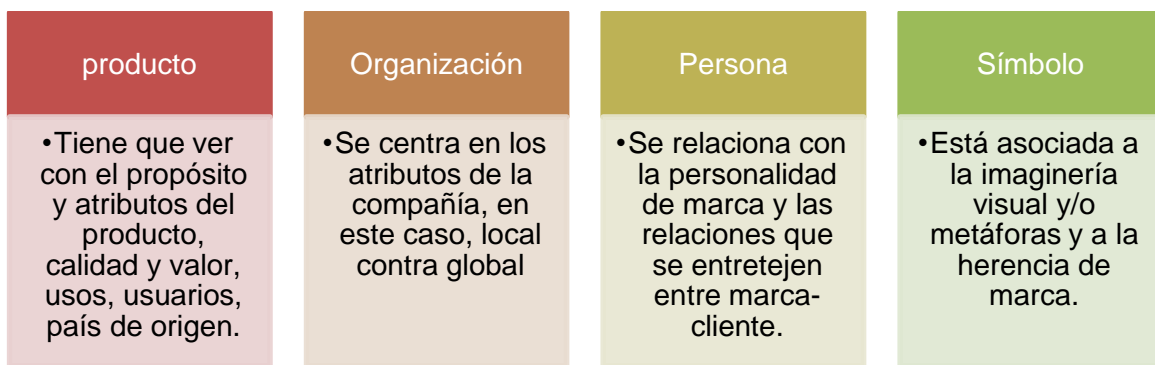 producto
•Tiene que ver
con el propósito
y atributos del
producto,
calidad y valor,
usos, usuarios,
país de origen.
Organización
•Se centra en los
atributos de la
compañía, en
este caso, local
contra global
Persona
•Se relaciona con
la personalidad
de marca y las
relaciones que
se entretejen
entre marca-
cliente.
Símbolo
•Está asociada a
la imaginería
visual y/o
metáforas y a la
herencia de
marca.